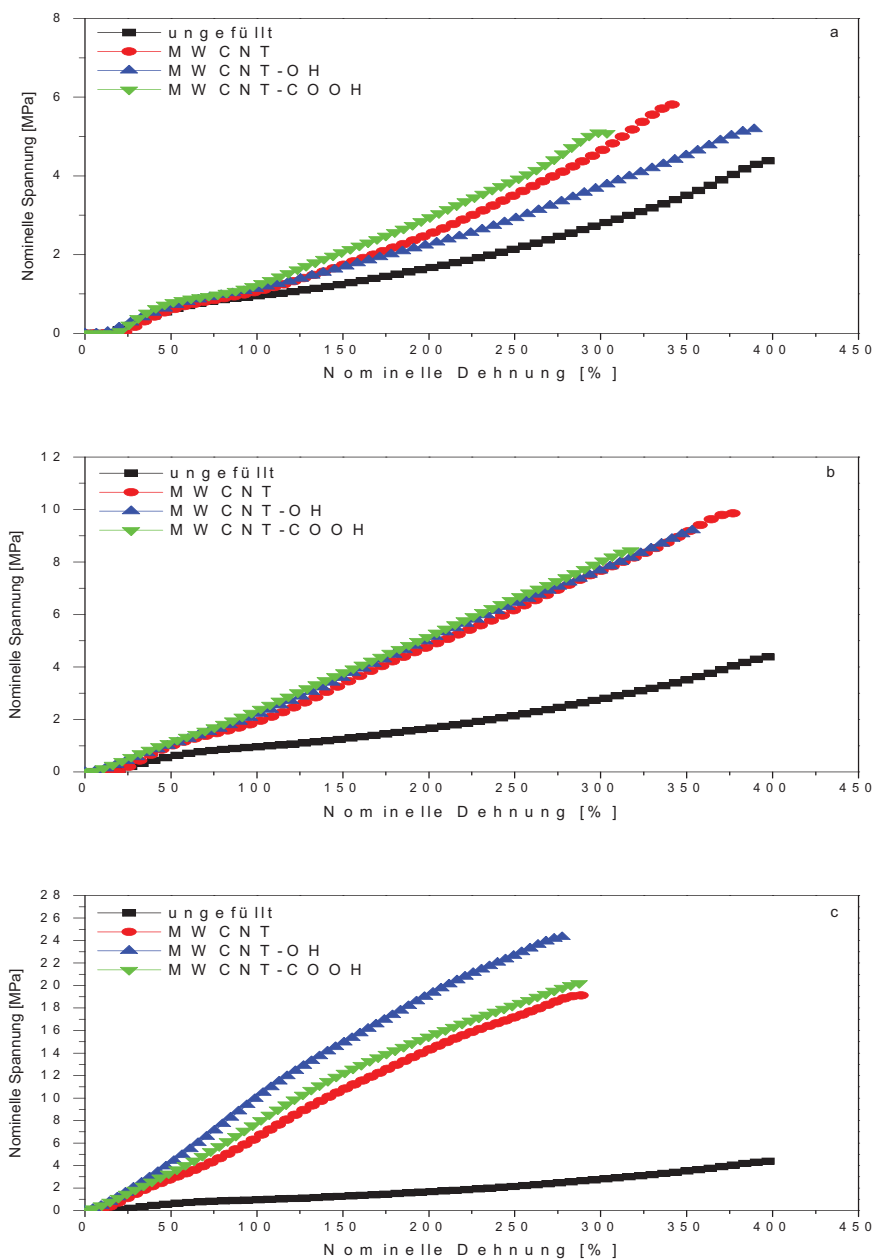 8
6
4
2
0
Nominelle Spannung [MPa]
ungefüllt
MWCNT
MWCNT-OH
MWCNT-COOH
a
0 50 100 150 200 250 300 350 400 450
Nominelle Dehnung [%]
12
10
8
6
4
2
0
Nominelle Spannung [MPa]
ungefüllt
MWCNT
MWCNT-OH
MWCNT-COOH
b
0 50 100 150 200 250 300 350 400 450
Nominelle Dehnung [%]
28
26
24
22
20
18
16
14
12
10
8
6
4
2
0
Nominelle Spannung [MPa]
ungefüllt
MWCNT
MWCNT-OH
MWCNT-COOH
c
0 50 100 150 200 250 300 350 400 450
Nominelle Dehnung [%]